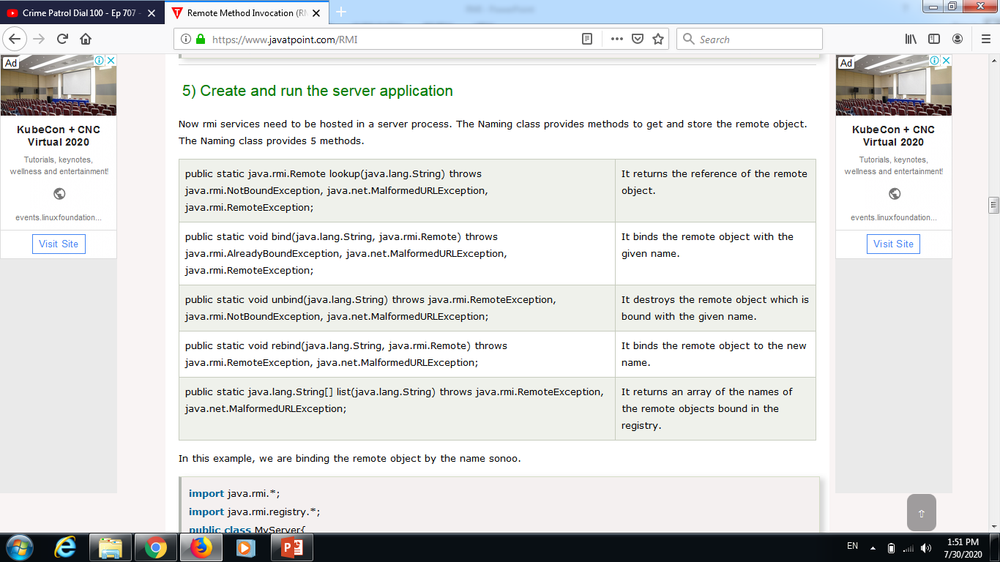 Crime Patrol Dial 100 - Ep 707 -
Remote Method Invocation (RM
https://www.javatpoint.com/RMI
Search
Ad
KubeCon + CNC
Virtual 2020
Tutorials, keynotes,
wellness and entertainment!
events.linuxfoundation...
Visit Site
5) Create and run the server application
Now rmi services need to be hosted in a server process. The Naming class provides methods to get and store the remote object.
The Naming class provides 5 methods.
public static java.rmi.Remote lookup(java.lang.String) throws
java.rmi.NotBoundException, java.net.MalformedURLException,
java.rmi.RemoteException;
It returns the reference of the remote
object.
public static void bind(java.lang.String, java.rmi.Remote) throws
java.rmi.AlreadyBoundException, java.net.MalformedURLException,
java.rmi.RemoteException;
It binds the remote object with the
given name.
public static void unbind(java.lang.String) throws java.rmi.RemoteException,
java.rmi.NotBoundException, java.net.MalformedURLException;
It destroys the remote object which is
bound with the given name.
public static void rebind(java.lang.String, java.rmi.Remote) throws
java.rmi.RemoteException, java.net.MalformedURLException;
It binds the remote object to the new
name.
public static java.lang.String[] list(java.lang.String) throws java.rmi.RemoteException,
java.net.MalformedURLException;
It returns an array of the names of
the remote objects bound in the
registry.
In this example, we are binding the remote object by the name sonoo.
import java.rmi.*;
import java.rmi.registry.*;
public class MyServer{
Ad
KubeCon + CNC
Virtual 2020
Tutorials, keynotes,
wellness and entertainment!
events.linuxfoundation...
Visit Site
EN
1:51 PM
7/30/2020